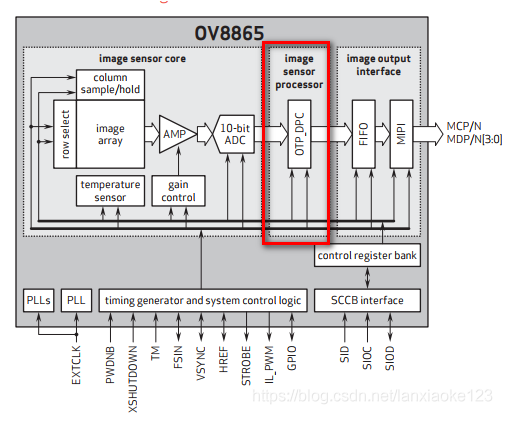 OV8865
image sensor core
image
sensor
processor
image output
interface
column
sample/hold
row select
image
array
AMP
10-bit
ADC
OTP_DPC
FIFO
MIPI
MCP/N
MDP/N[3:0]
temperature
sensor
gain
control
control register bank
PLLs
PLL
timing generator and system control logic
SCCB interface
EXTCLK
PWDNB
XSHUTDOWN
TM
FSIN
VSYNC
HREF
STROBE
IL_PWM
GPIO
SID
SIOC
SIOD
https://blog.csdn.net/lanxiaoke123